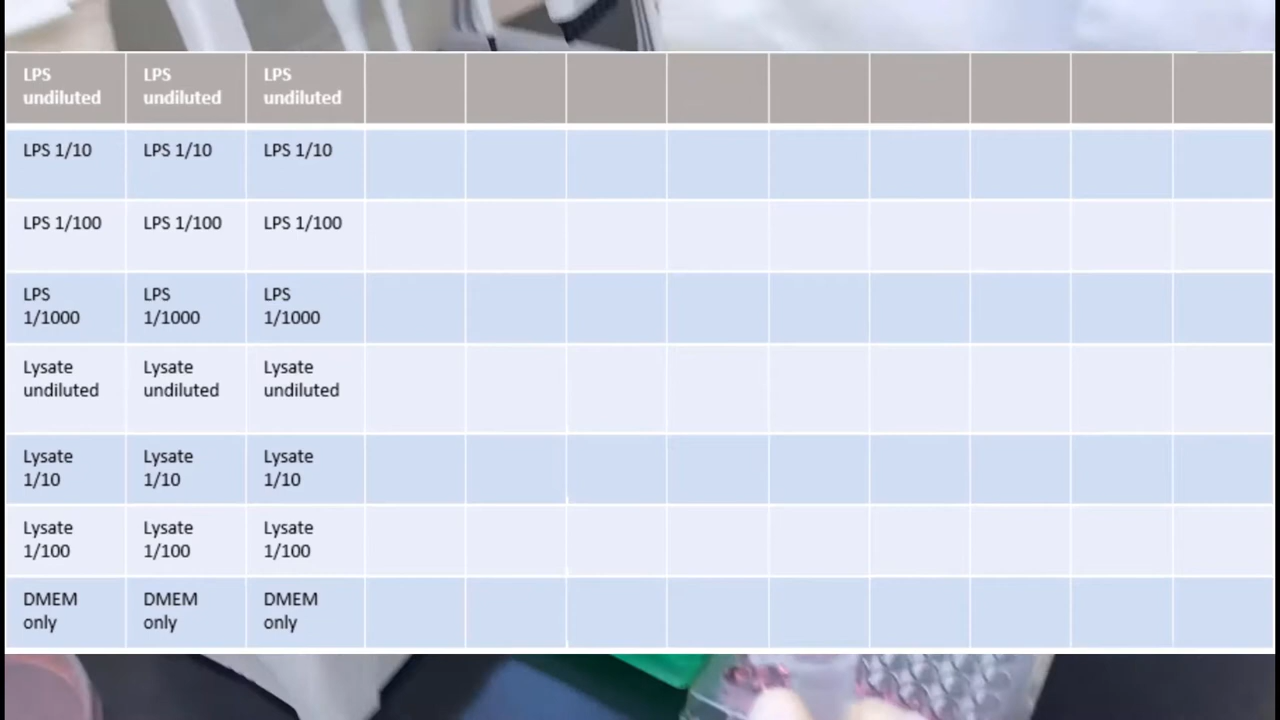 LPS undiluted LPS undiluted LPS undiluted
LPS 1/10 LPS 1/10 LPS 1/10
LPS 1/100 LPS 1/100 LPS 1/100
LPS 1/1000 LPS 1/1000 LPS 1/1000
Lysate undiluted Lysate undiluted Lysate undiluted
Lysate 1/10 Lysate 1/10 Lysate 1/10
Lysate 1/100 Lysate 1/100 Lysate 1/100
DMEM only DMEM only DMEM only